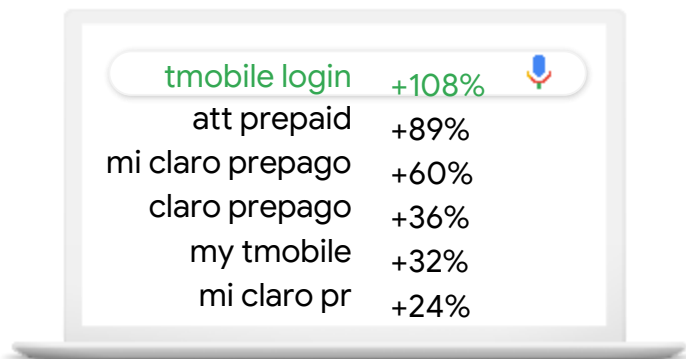 tmobile login +108%
att prepaid +89%
mi claro prepago +60%
claro prepago +36%
my tmobile +32%
mi claro pr +24%